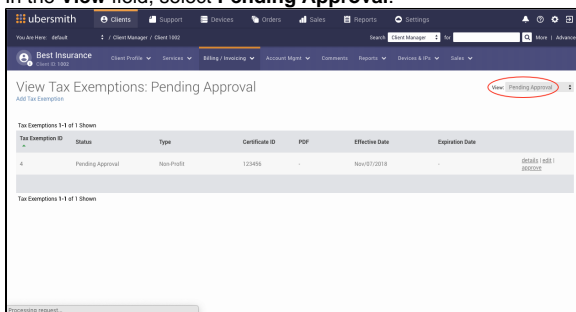 In the View field, select Pending Approval.
ubersmith Clients Support Devices Orders Sales Reports Settings
You Are Here: default / Client Manager / Client 1002 Search Client Manager for More | Advance
Best Insurance
Client ID: 1002
Client Profile Services Billing / Invoicing Account Mgmt Comments Reports Devices & IPs Sales
View Tax Exemptions: Pending Approval
View: Pending Approval
Add Tax Exemption
Tax Exemptions 1-1 of 1 Shown
Tax Exemption ID Status Type Certificate ID PDF Effective Date Expiration Date
4 Pending Approval Non-Profit 123456 - Nov/07/2018 - details | edit |
approve
Tax Exemptions 1-1 of 1 Shown
Processing request...